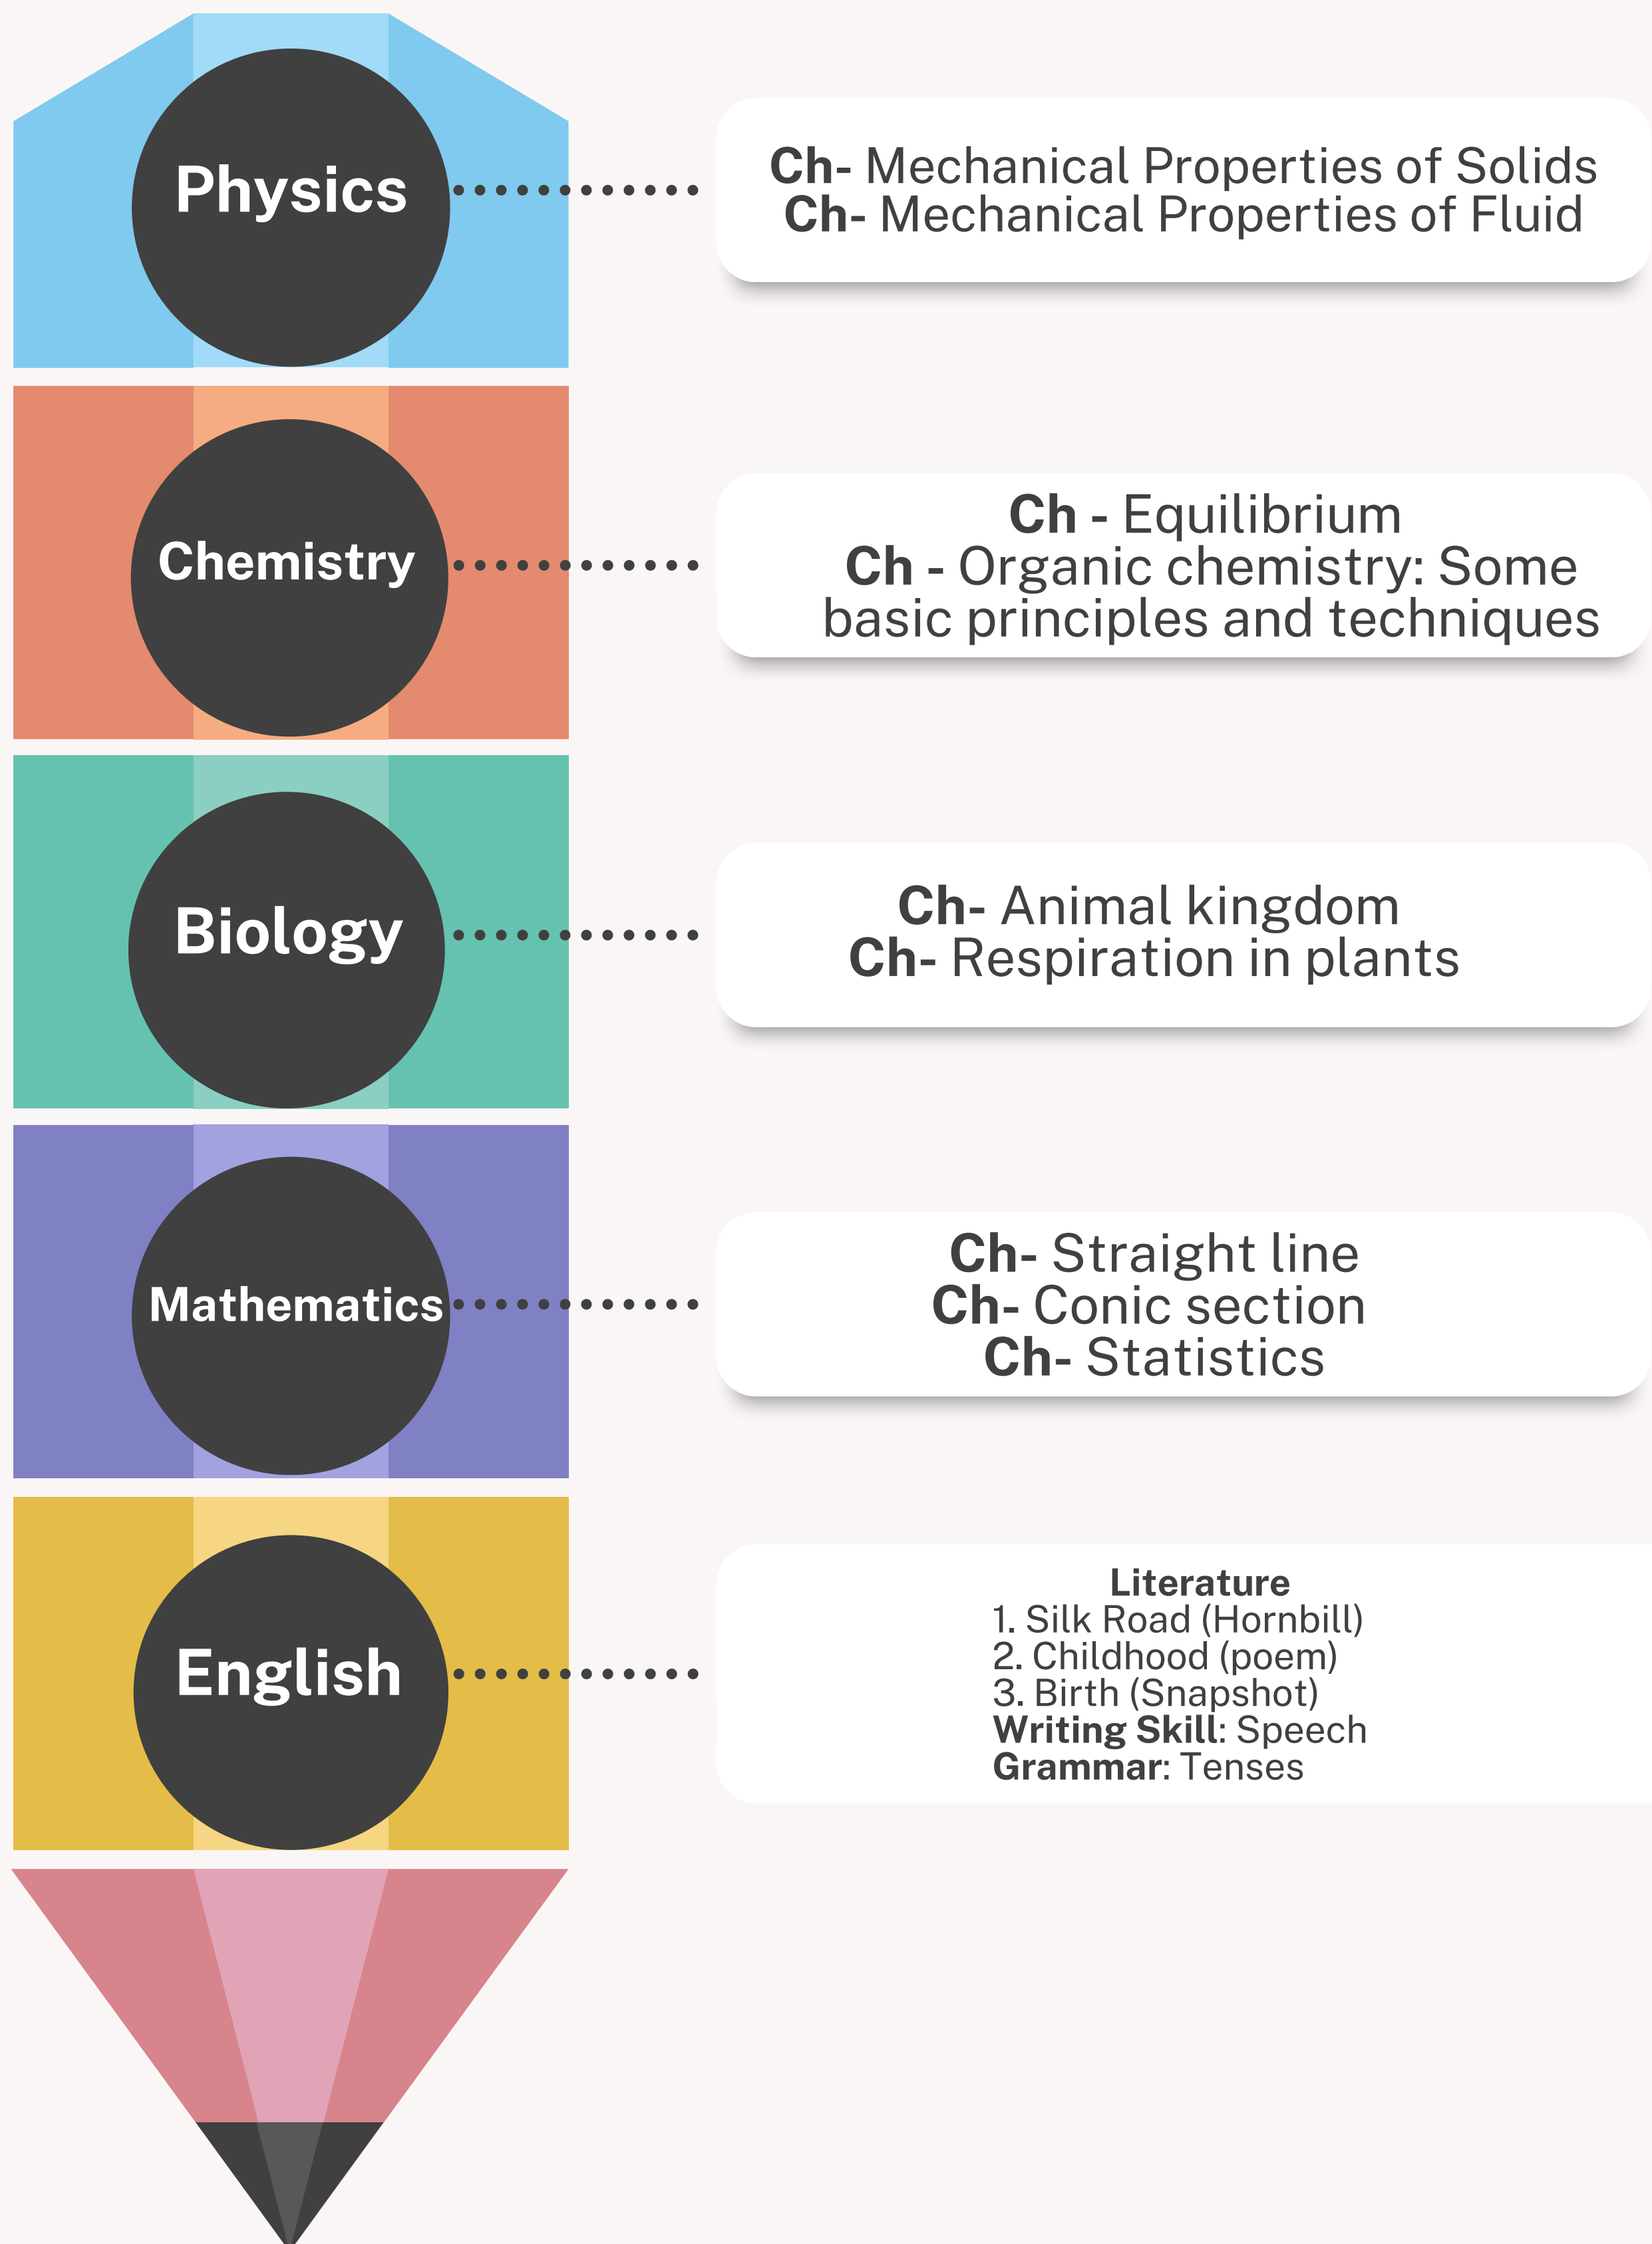 Physics
Ch- Mechanical Properties of Solids
Ch- Mechanical Properties of Fluid
Chemistry
Ch - Equilibrium
Ch - Organic chemistry: Some
basic principles and techniques
Biology
Ch- Animal kingdom
Ch- Respiration in plants
Mathematics
Ch- Straight line
Ch- Conic section
Ch- Statistics
English
Literature
1. Silk Road (Hornbill)
2. Childhood (poem)
3. Birth (Snapshot)
Writing Skill: Speech
Grammar: Tenses